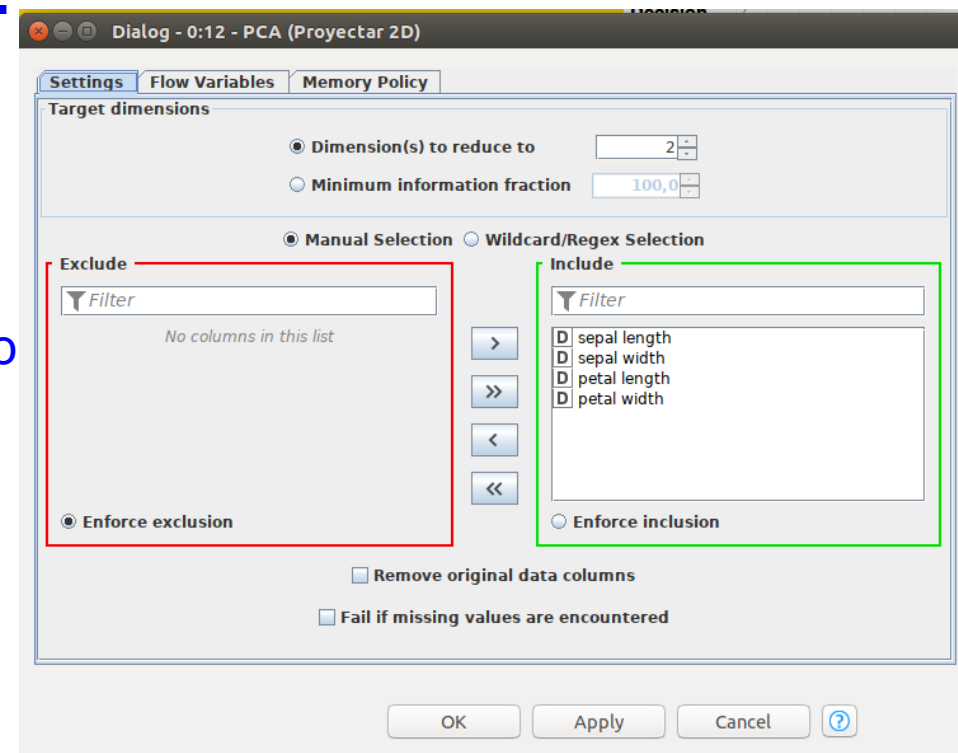 Dialog - 0:12 - PCA (Proyectar 2D)
Settings Flow Variables Memory Policy
Target dimensions
Dimension(s) to reduce to 2
Minimum information fraction 100,0
Manual Selection Wildcard/Regex Selection
Exclude
Filter
No columns in this list
Enforce exclusion
>
>>
<
<<
Include
Filter
D sepal length
D sepal width
D petal length
D petal width
Enforce inclusion
Remove original data columns
Fail if missing values are encountered
OK Apply Cancel ?